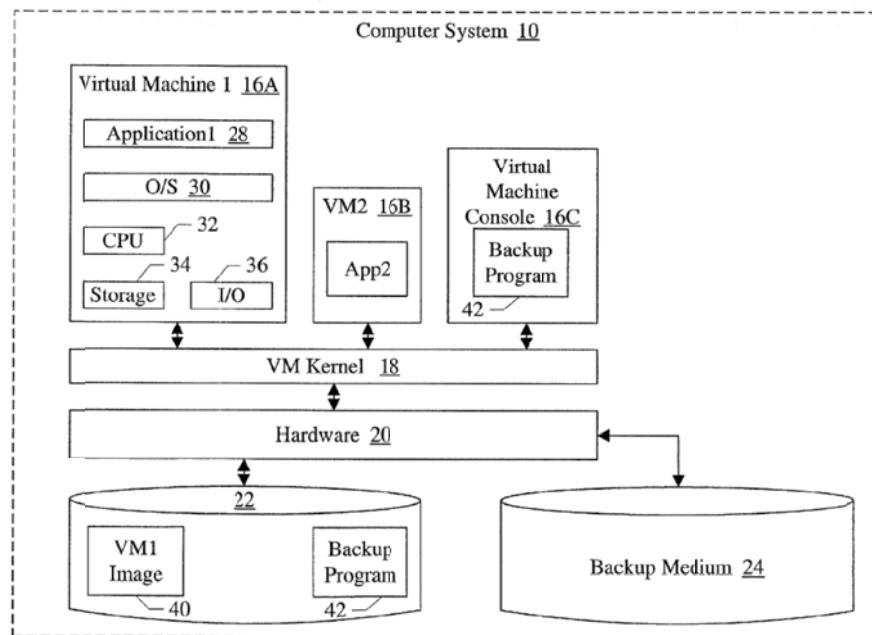 Computer System 10
Virtual Machine 1 16A
Application1 28
O/S 30
CPU
32
34
36
Storage
I/O
VM2 16B
App2
Virtual
Machine
Console 16C
Backup
Program
42
VM Kernel 18
Hardware 20
22
VM1
Image
40
Backup
Program
42
Backup Medium 24